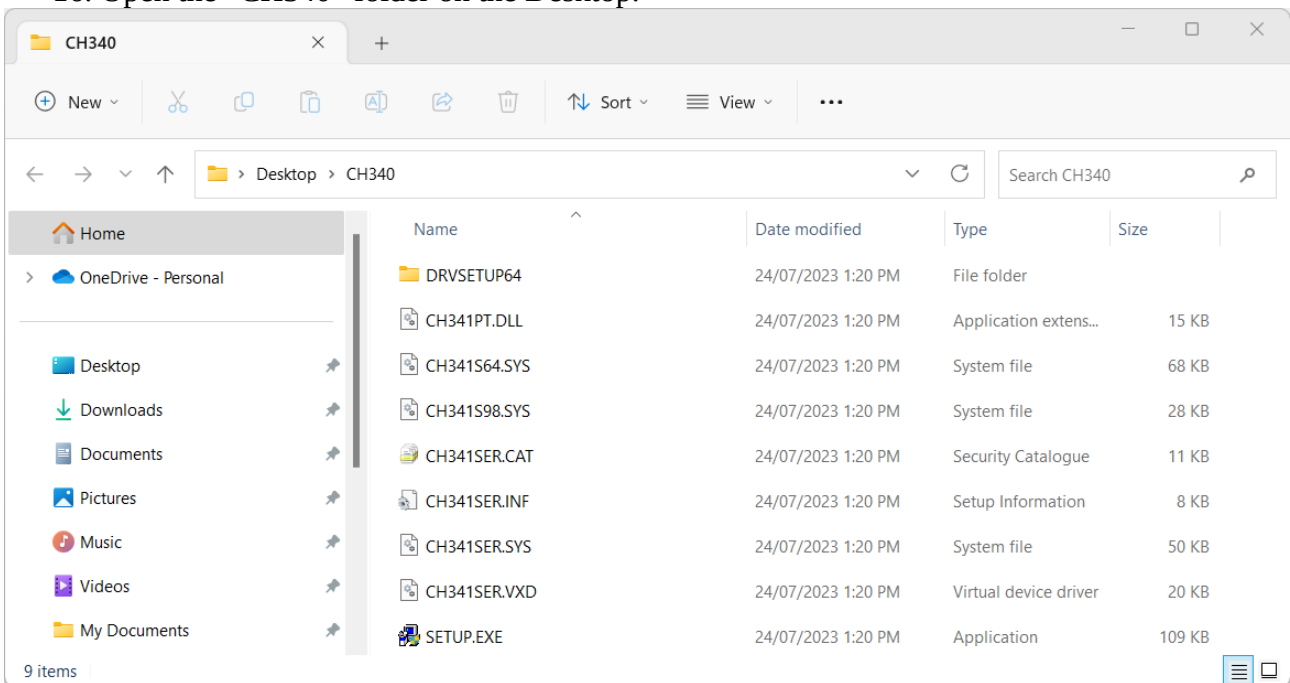 CH340
New
Sort
View
Desktop > CH340
Search CH340
Home
OneDrive - Personal
Desktop
Downloads
Documents
Pictures
Music
Videos
My Documents
Name Date modified Type Size
DRVSETUP64 24/07/2023 1:20 PM File folder
CH341PT.DLL 24/07/2023 1:20 PM Application extens... 15 KB
CH341S64.SYS 24/07/2023 1:20 PM System file 68 KB
CH341S98.SYS 24/07/2023 1:20 PM System file 28 KB
CH341SER.CAT 24/07/2023 1:20 PM Security Catalogue 11 KB
CH341SER.INF 24/07/2023 1:20 PM Setup Information 8 KB
CH341SER.SYS 24/07/2023 1:20 PM System file 50 KB
CH341SER.VXD 24/07/2023 1:20 PM Virtual device driver 20 KB
SETUP.EXE 24/07/2023 1:20 PM Application 109 KB
9 items